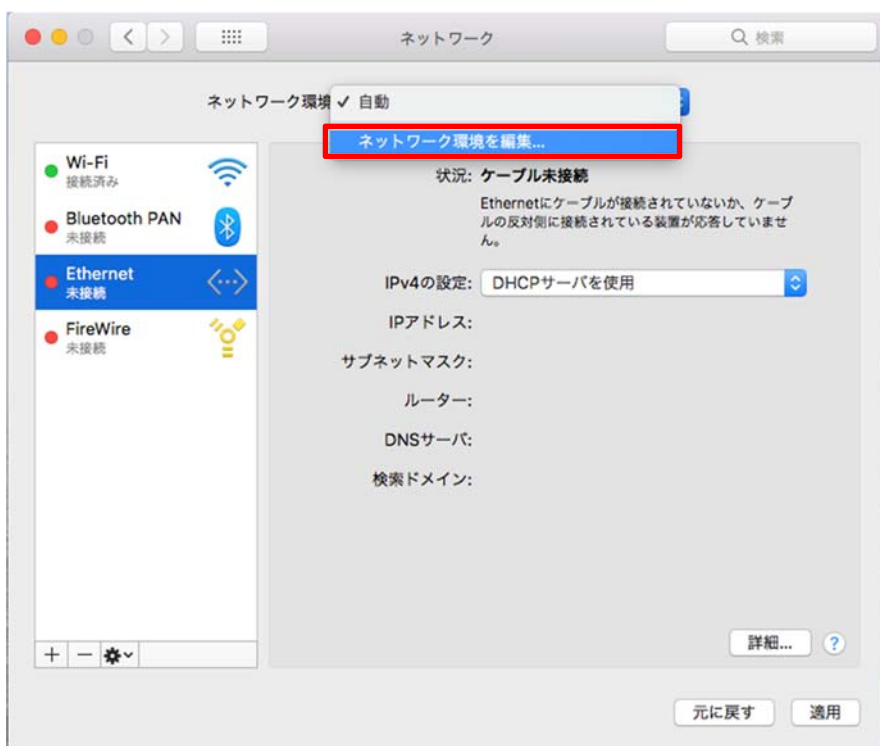 ネットワーク
検索
ネットワーク環境
✓ 自動
ネットワーク環境を編集...
Wi-Fi
接続済み
Bluetooth PAN
未接続
Ethernet
未接続
FireWire
未接続
状況: ケーブル未接続
Ethernetにケーブルが接続されていないか、ケーブ
ルの反対側に接続されている装置が応答していませ
ん。
IPv4の設定: DHCPサーバを使用
IPアドレス:
サブネットマスク:
ルーター:
DNSサーバ:
検索ドメイン:
詳細... ?
元に戻す 適用